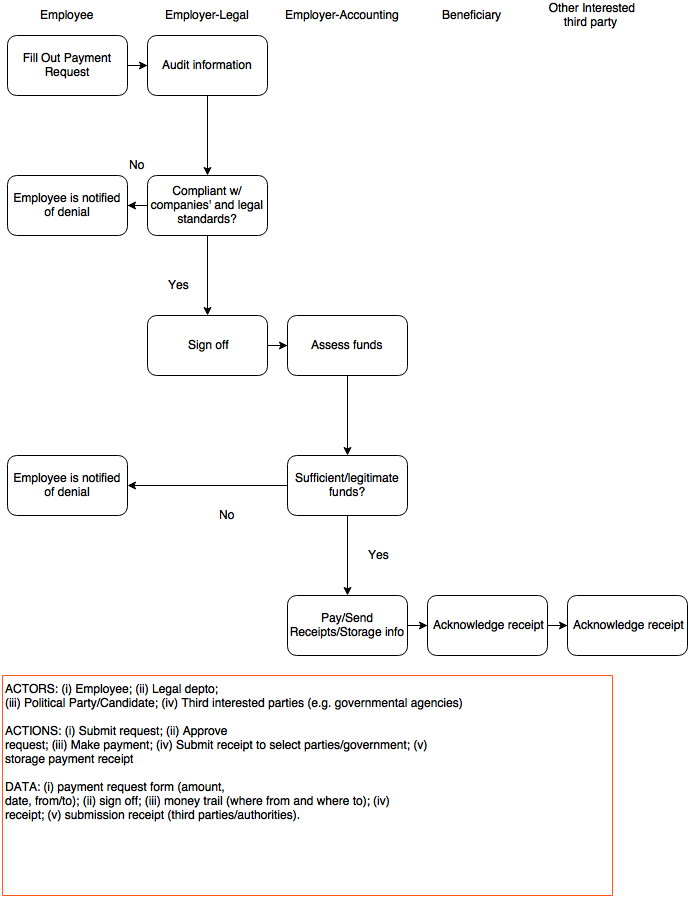 Employee
Employer-Legal
Employer-Accounting
Beneficiary
Other Interested
third party
Fill Out Payment
Request
Audit information
No
Employee is notified
of denial
Compliant w/
companies' and legal
standards?
Yes
Sign off
Assess funds
Employee is notified
of denial
Sufficient/legitimate
funds?
No
Yes
Pay/Send
Receipts/Storage info
Acknowledge receipt
Acknowledge receipt
ACTORS: (i) Employee; (ii) Legal depto;
(iii) Political Party/Candidate; (iv) Third interested parties (e.g. governmental agencies)
ACTIONS: (i) Submit request; (ii) Approve
request; (iii) Make payment; (iv) Submit receipt to select parties/government; (v)
storage payment receipt
DATA: (i) payment request form (amount,
date, from/to); (ii) sign off; (iii) money trail (where from and where to); (iv)
receipt; (v) submission receipt (third parties/authorities).